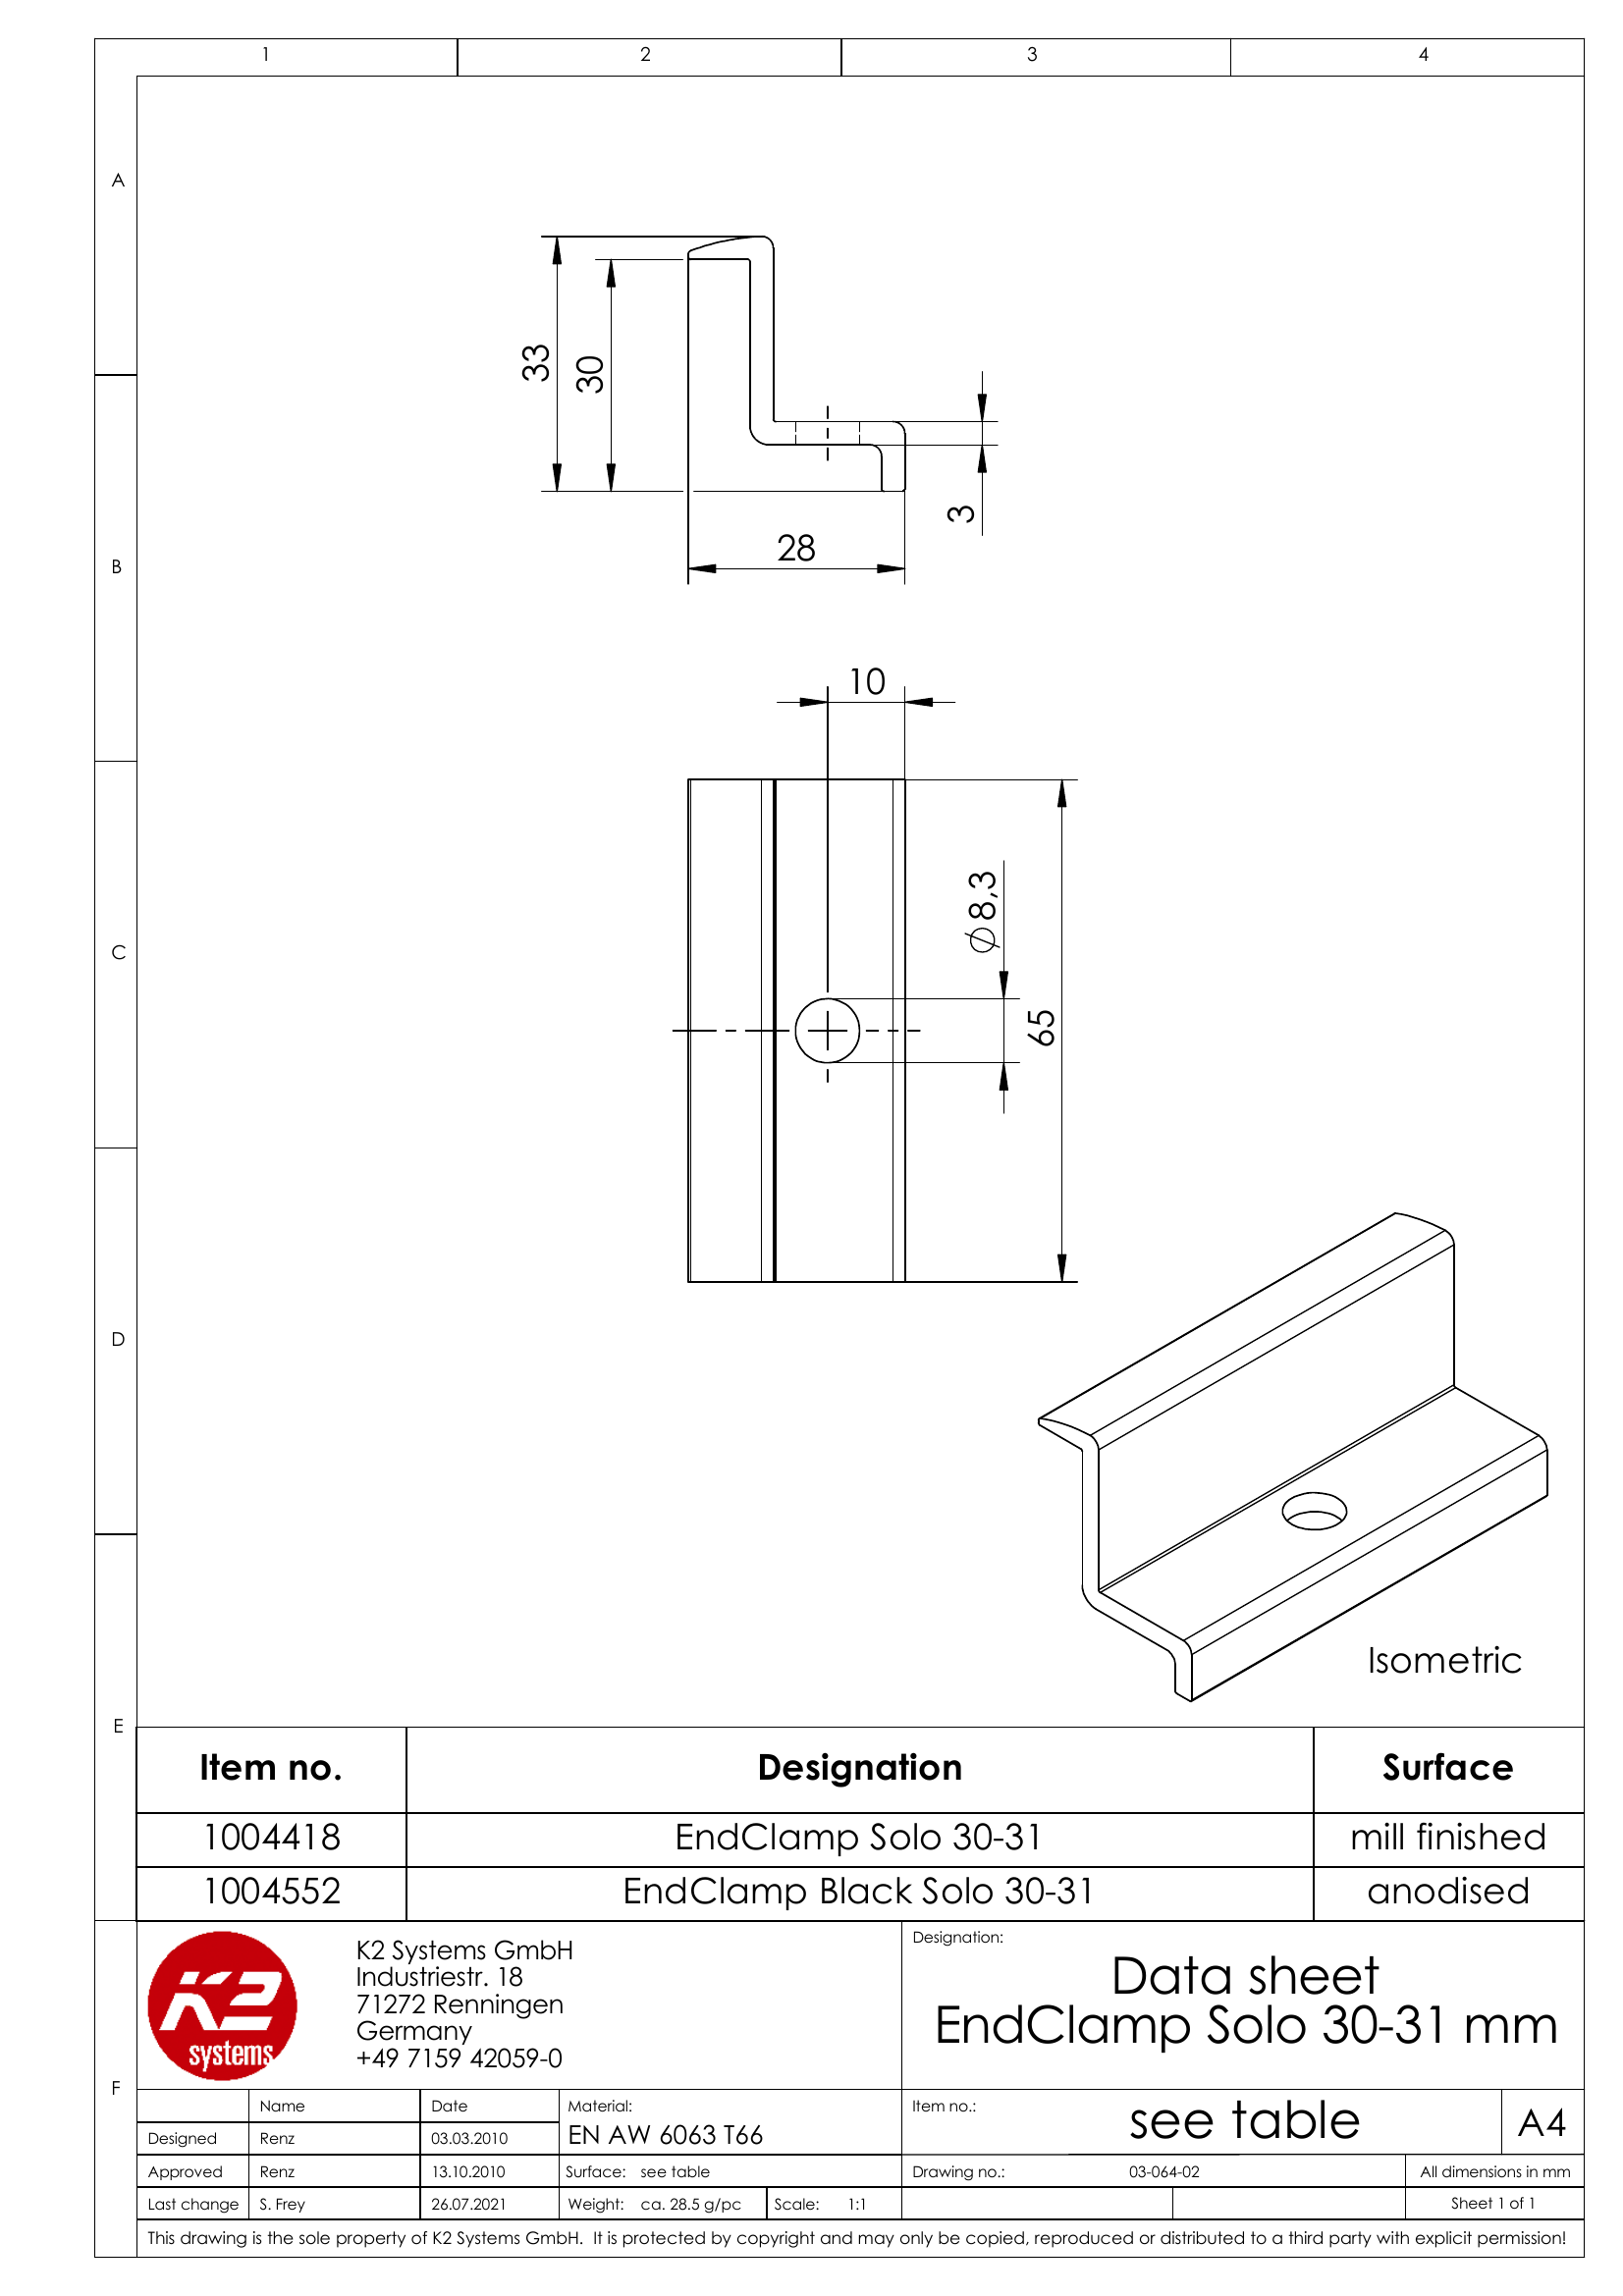 1 2 3 4
A
B
C
D
E
F
33
30
3
28
10
⌀8,3
65
Isometric
Item no. Designation Surface
1004418 EndClamp Solo 30-31 mill finished
1004552 EndClamp Black Solo 30-31 anodised
K2
systems
K2 Systems GmbH
Industriestr. 18
71272 Renningen
Germany
+49 7159 42059-0
Designation:
Data sheet
EndClamp Solo 30-31 mm
Name Date Material: Item no.: see table A4
Designed Renz 03.03.2010 EN AW 6063 T66
Approved Renz 13.10.2010 Surface: see table Drawing no.: 03-064-02 All dimensions in mm
Last change S. Frey 26.07.2021 Weight: ca. 28.5 g/pc Scale: 1:1 Sheet 1 of 1
This drawing is the sole property of K2 Systems GmbH. It is protected by copyright and may only be copied, reproduced or distributed to a third party with explicit permission!